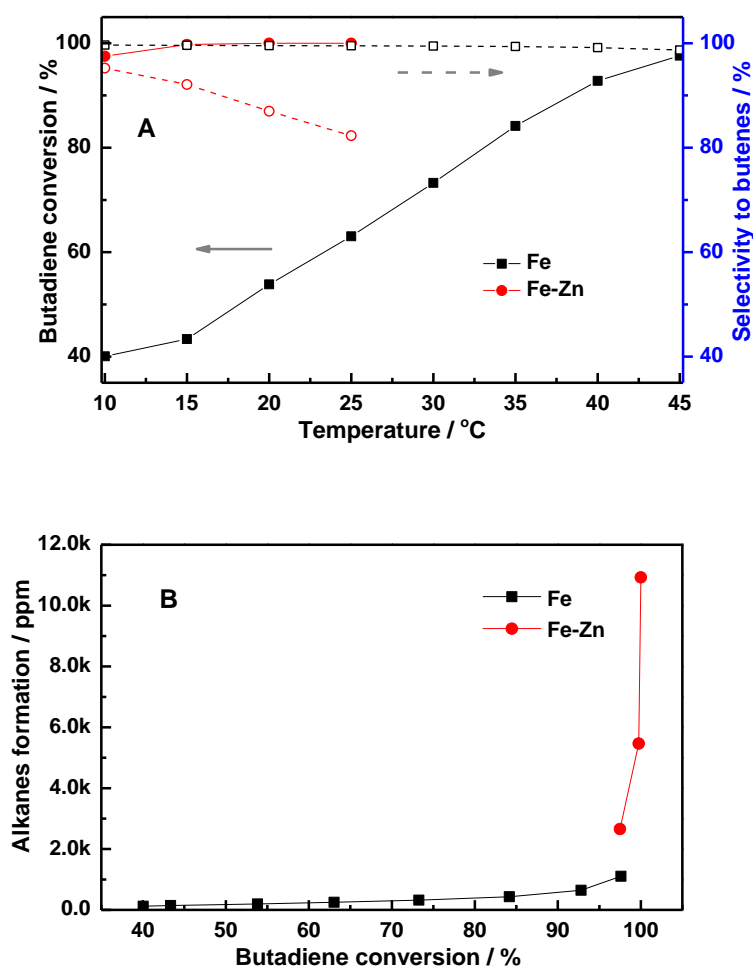 A
Butadiene conversion / %
100
80
60
40
100
80
60
40
Selectivity to butenes / %
Fe
Fe-Zn
10 15 20 25 30 35 40 45
Temperature / °C
B
Alkanes formation / ppm
12.0k
10.0k
8.0k
6.0k
4.0k
2.0k
0.0
Fe
Fe-Zn
40 50 60 70 80 90 100
Butadiene conversion / %